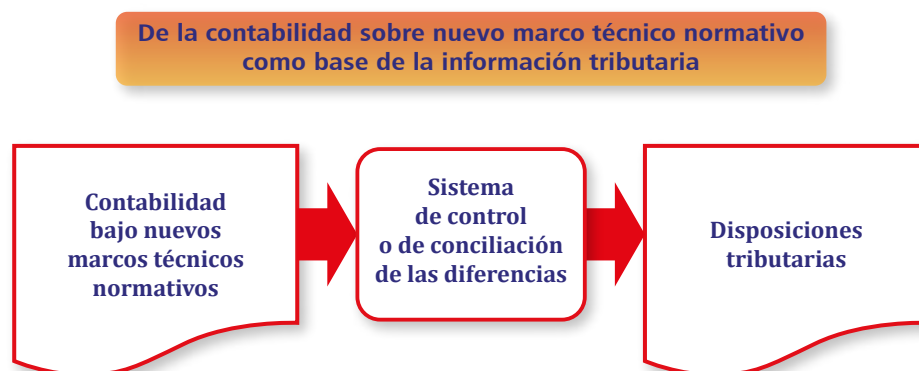 De la contabilidad sobre nuevo marco técnico normativo
como base de la información tributaria
Contabilidad
bajo nuevos
marcos técnicos
normativos
Sistema
de control
o de conciliación
de las diferencias
Disposiciones
tributarias